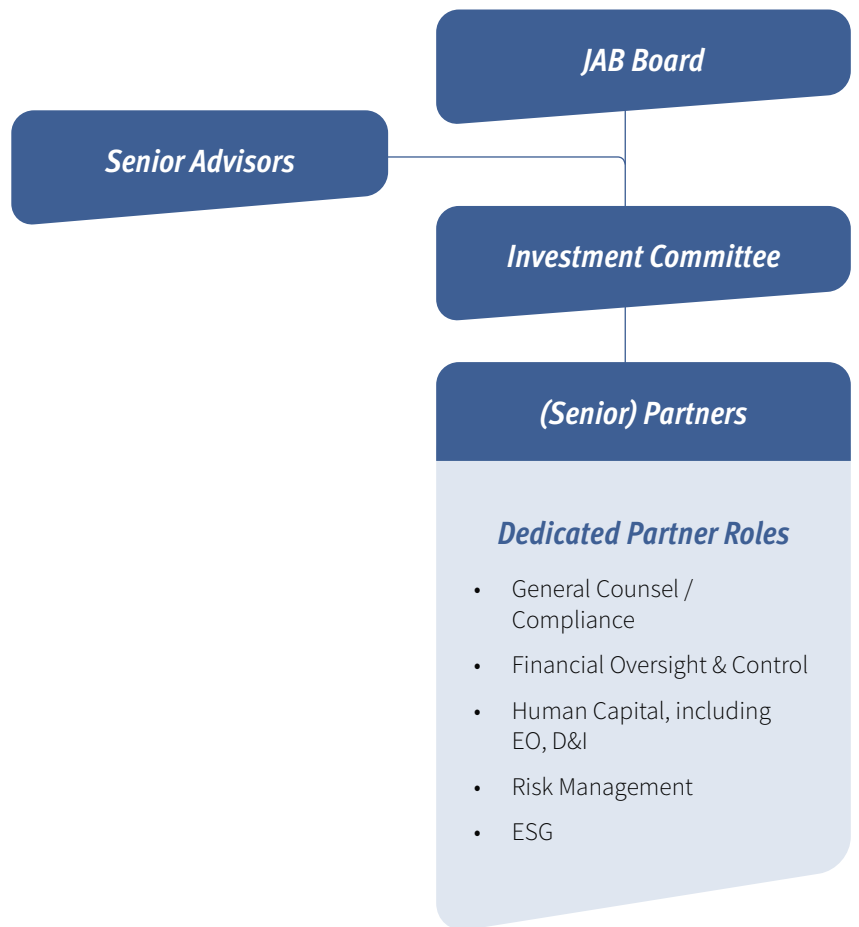 JAB Board
Senior Advisors
Investment Committee
(Senior) Partners
Dedicated Partner Roles
• General Counsel /
Compliance
• Financial Oversight & Control
• Human Capital, including
EO, D&I
• Risk Management
• ESG